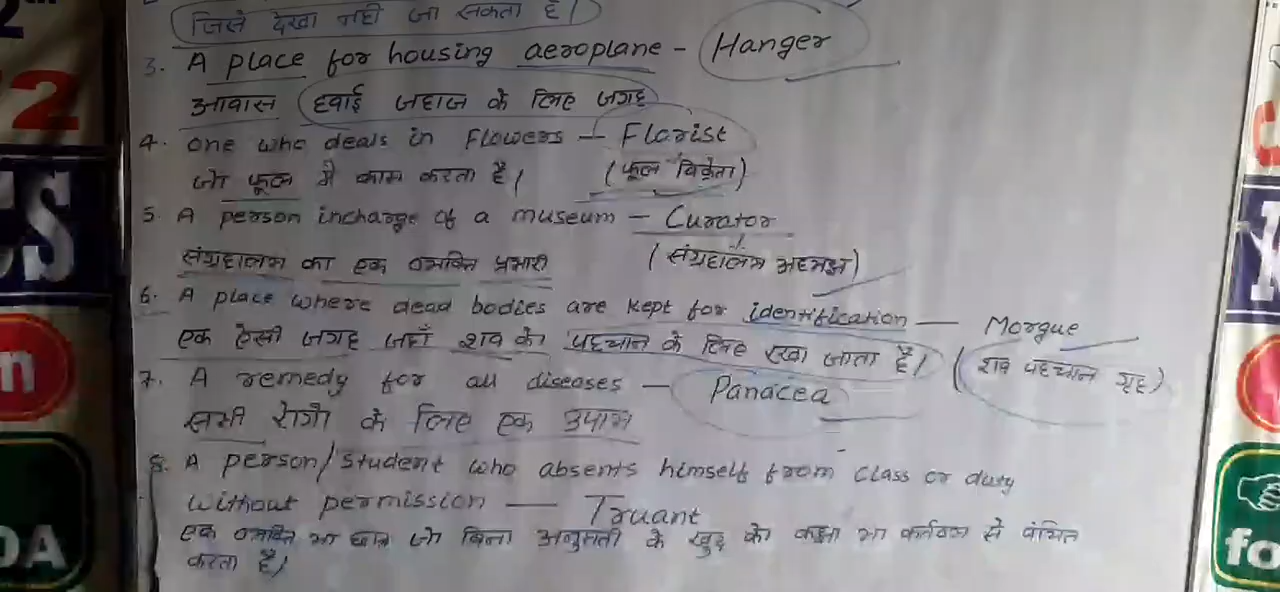 जिसे देखा नहीं जा सकता है।
3. A place for housing aeroplane - Hanger
आवास हवाई जहाज के लिए जगह
4. one who deals in Flowers - Florist
जो फूल मैं काम करता है। (फूल विक्रेता)
5. A person incharge of a museum - Curator
संग्रहालय का एक व्यक्ति प्रभारी (संग्रहालय अध्यक्ष)
6. A place where dead bodies are kept for identification - Morgue
एक ऐसी जगह जहाँ शव को पहचान के लिए रखा जाता है। (शव पहचान गृह)
7. A remedy for all diseases - Panacea
सभी रोगों के लिए एक उपाय
8. A person/student who absents himself from class or duty
without permission - Truant
एक व्यक्ति या छात्र जो बिना अनुमती के खुद को कक्षा या कर्तव्य से वंचित
करता है।
2
S
n
DA
fo